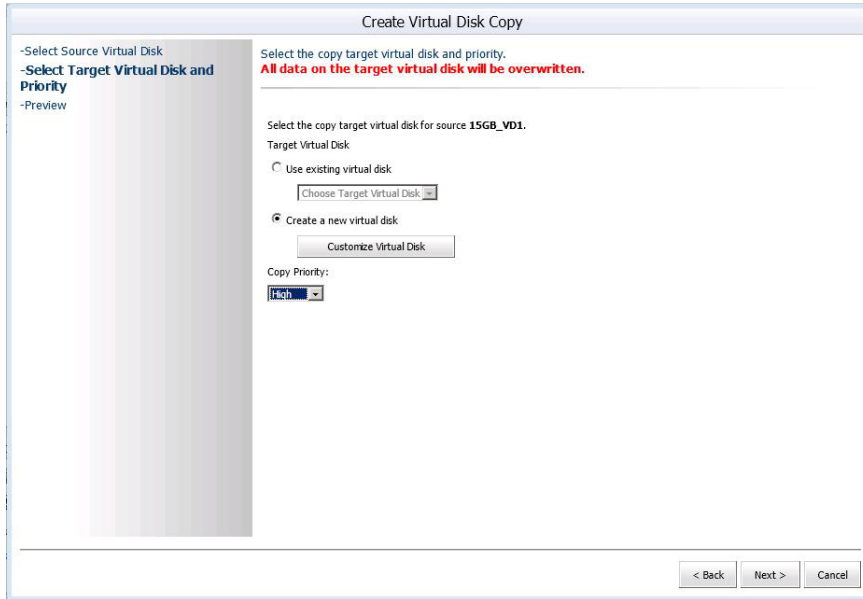 Create Virtual Disk Copy
-Select Source Virtual Disk
-Select Target Virtual Disk and
Priority
-Preview
Select the copy target virtual disk and priority.
All data on the target virtual disk will be overwritten.
Select the copy target virtual disk for source 15GB_VD1.
Target Virtual Disk
Use existing virtual disk
Choose Target Virtual Disk
Create a new virtual disk
Customize Virtual Disk
Copy Priority:
High
< Back Next > Cancel